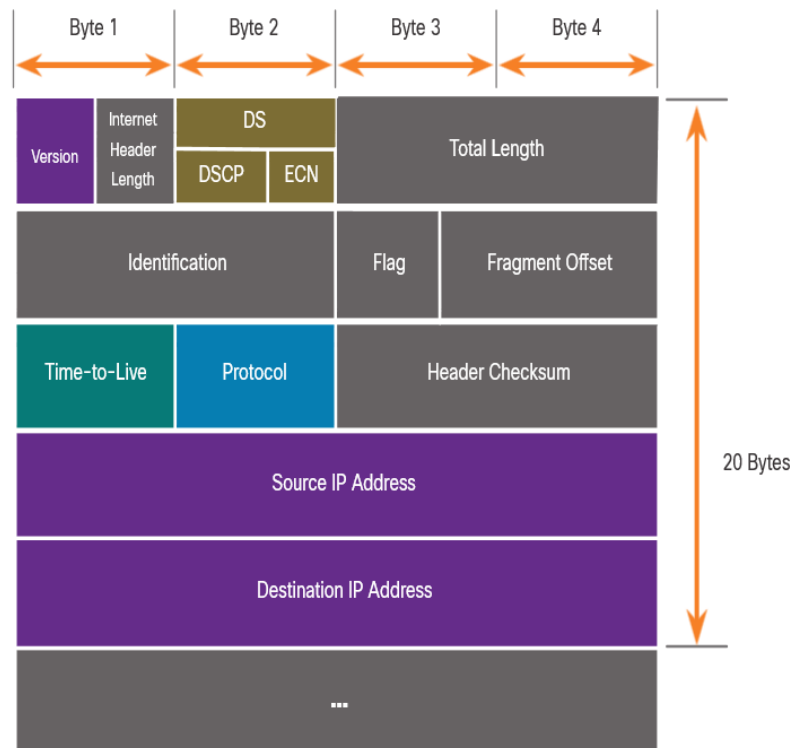 Byte 1
Byte 2
Byte 3
Byte 4
Version
Internet
Header
Length
DS
DSCP
ECN
Total Length
Identification
Flag
Fragment Offset
Time-to-Live
Protocol
Header Checksum
Source IP Address
20 Bytes
Destination IP Address
...